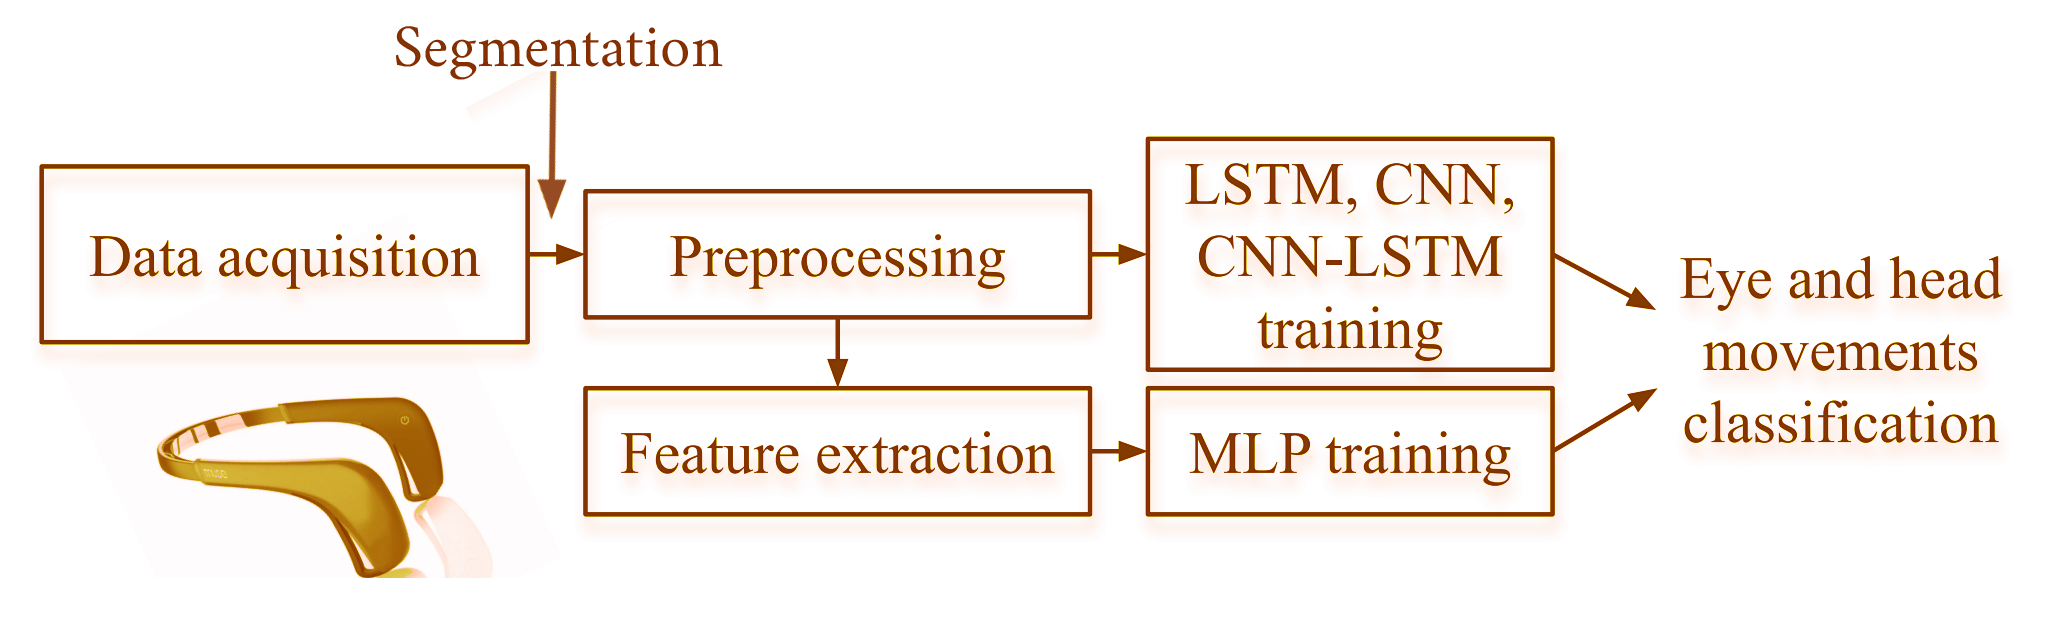 Segmentation
Data acquisition
Preprocessing
LSTM, CNN,
CNN-LSTM
training
Eye and head
movements
classification
Feature extraction
MLP training
muse